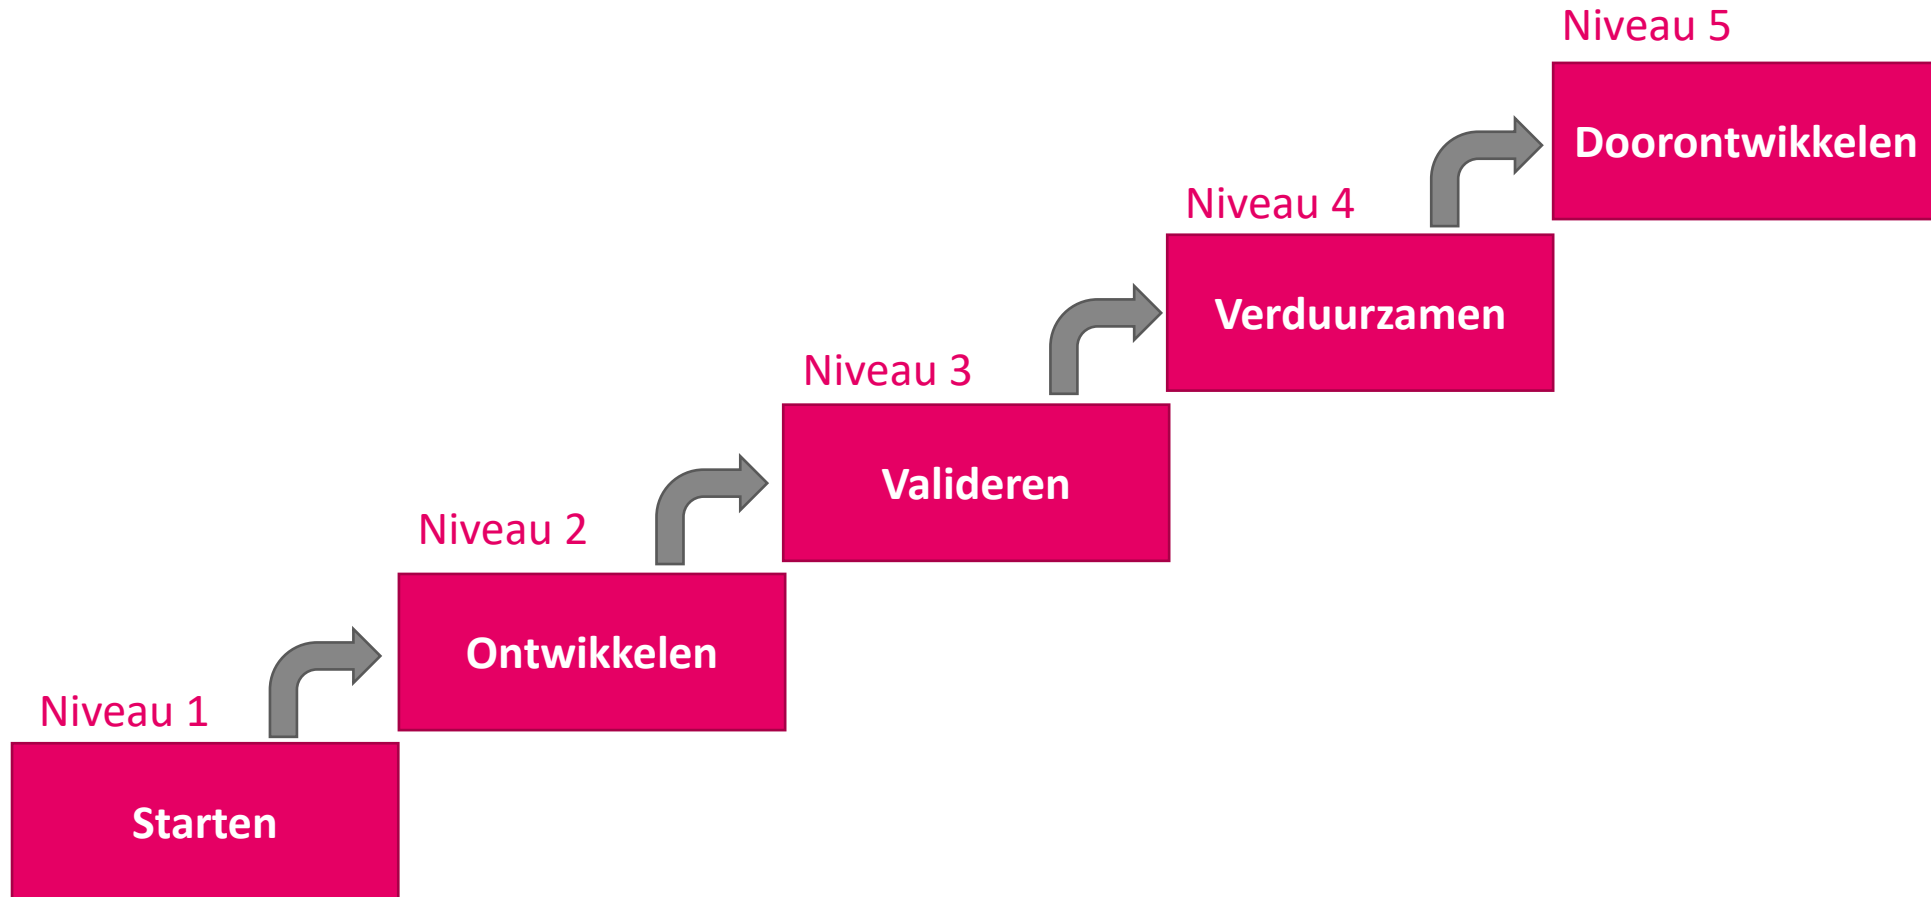 Niveau 1
Starten
Niveau 2
Ontwikkelen
Niveau 3
Valideren
Niveau 4
Verduurzamen
Niveau 5
Doorontwikkelen